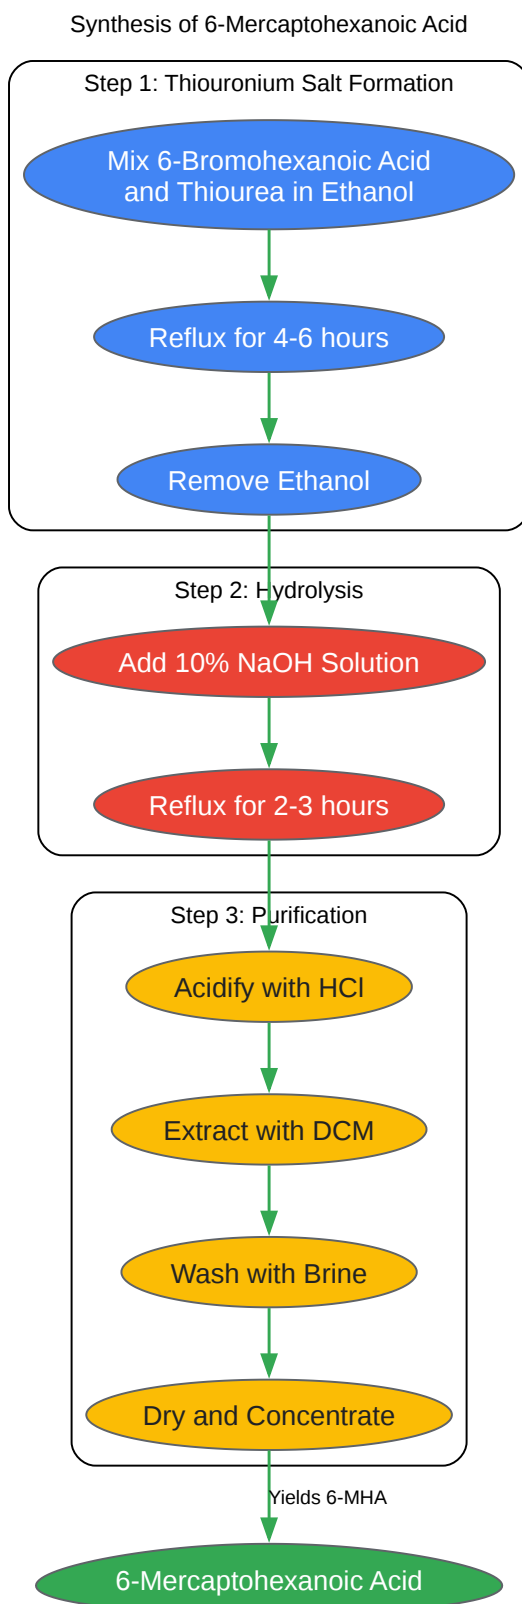 Synthesis of 6-Mercaptohexanoic Acid
Step 1: Thiouronium Salt Formation
Mix 6-Bromohexanoic Acid
and Thiourea in Ethanol
Reflux for 4-6 hours
Remove Ethanol
Step 2: Hydrolysis
Add 10% NaOH Solution
Reflux for 2-3 hours
Step 3: Purification
Acidify with HCl
Extract with DCM
Wash with Brine
Dry and Concentrate
Yields 6-MHA
6-Mercaptohexanoic Acid